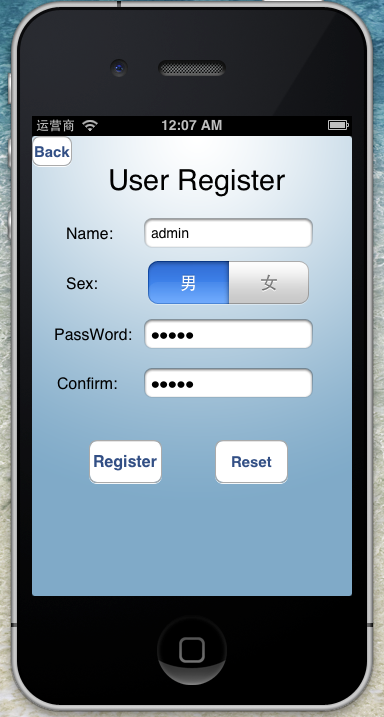 运营商 12:07 AM
Back
User Register
Name: admin
Sex: 男 女
PassWord: •••••
Confirm: •••••
Register Reset